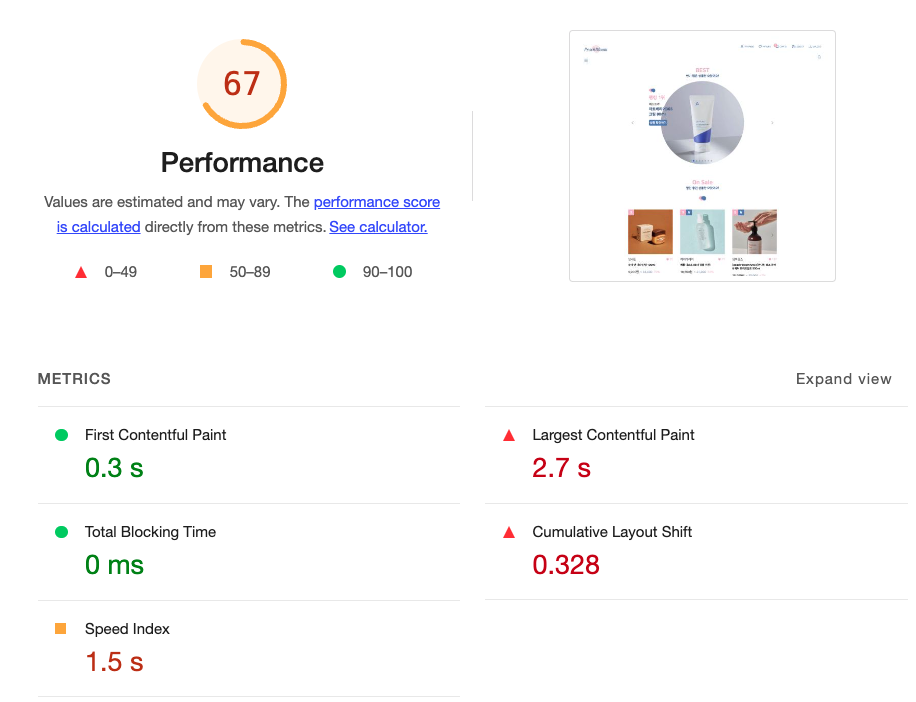 67
Performance
Values are estimated and may vary. The performance score
is calculated directly from these metrics. See calculator.
0–49
50–89
90–100
BEST
On Sale
METRICS
Expand view
First Contentful Paint
0.3 s
Largest Contentful Paint
2.7 s
Total Blocking Time
0 ms
Cumulative Layout Shift
0.328
Speed Index
1.5 s